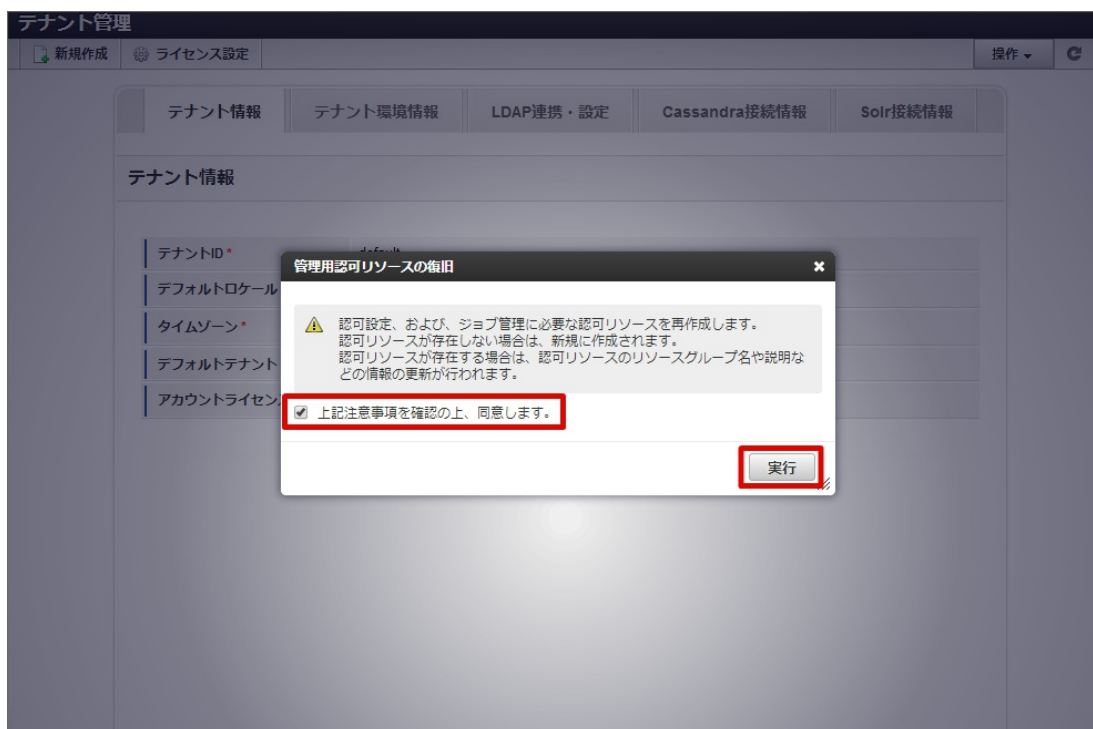 テナント管理
新規作成 ライセンス設定 操作
テナント情報 テナント環境情報 LDAP連携・設定 Cassandra接続情報 Solr接続情報
テナント情報
テナントID * default
管理用認可リソースの復旧
デフォルトロケール
認可設定、および、ジョブ管理に必要な認可リソースを再作成します。
タイムゾーン *
認可リソースが存在しない場合は、新規に作成されます。
認可リソースが存在する場合は、認可リソースのリソースグループ名や説明な
デフォルトテナント
どの情報の更新が行われます。
アカウントライセン
上記注意事項を確認の上、同意します。
実行